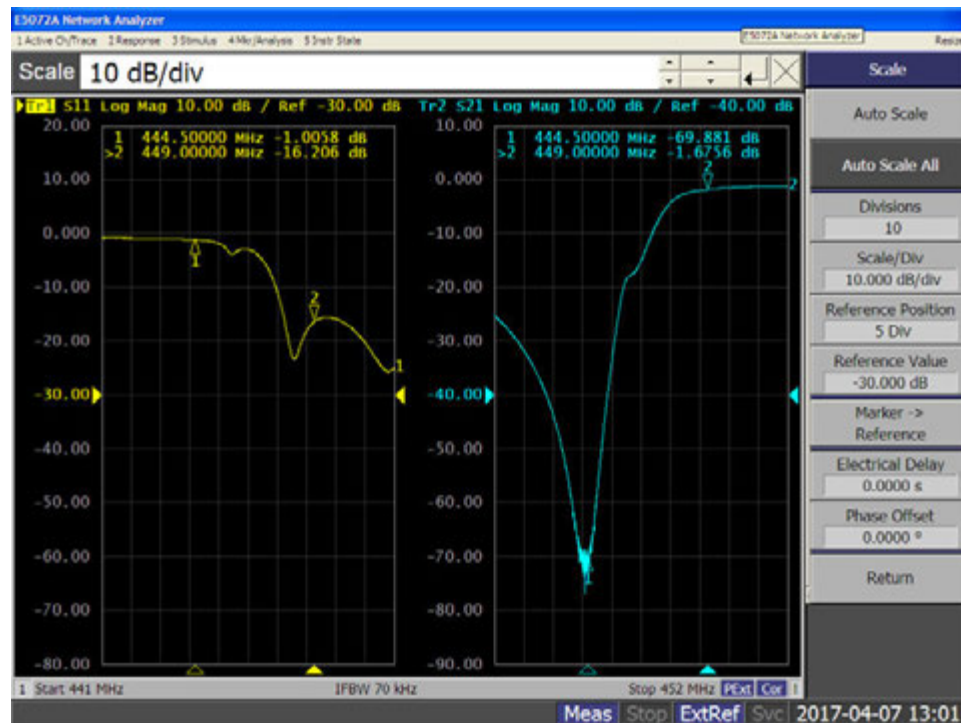 E5072A Network Analyzer
1 Active Ch/Trace 2 Response 3 Stimulus 4 Mkr/Analysis 5 Instr State
E5072A Network Analyzer
Resize
Scale 10 dB/div
Scale
Tr1 S11 Log Mag 10.00 dB / Ref -30.00 dB
20.00
1 444.50000 MHz -1.0058 dB
>2 449.00000 MHz -16.206 dB
10.00
0.000
-10.00
-20.00
-30.00
-40.00
-50.00
-60.00
-70.00
-80.00
1
2
1
Tr2 S21 Log Mag 10.00 dB / Ref -40.00 dB
10.00
1 444.50000 MHz -69.881 dB
>2 449.00000 MHz -1.6756 dB
0.000
-10.00
-20.00
-30.00
-40.00
-50.00
-60.00
-70.00
-80.00
-90.00
2
2
1
Auto Scale
Auto Scale All
Divisions
10
Scale/Div
10.000 dB/div
Reference Position
5 Div
Reference Value
-30.000 dB
Marker ->
Reference
Electrical Delay
0.0000 s
Phase Offset
0.0000 °
Return
1 Start 441 MHz IFBW 70 kHz Stop 452 MHz PExt Cor
Meas Stop ExtRef Svc 2017-04-07 13:01